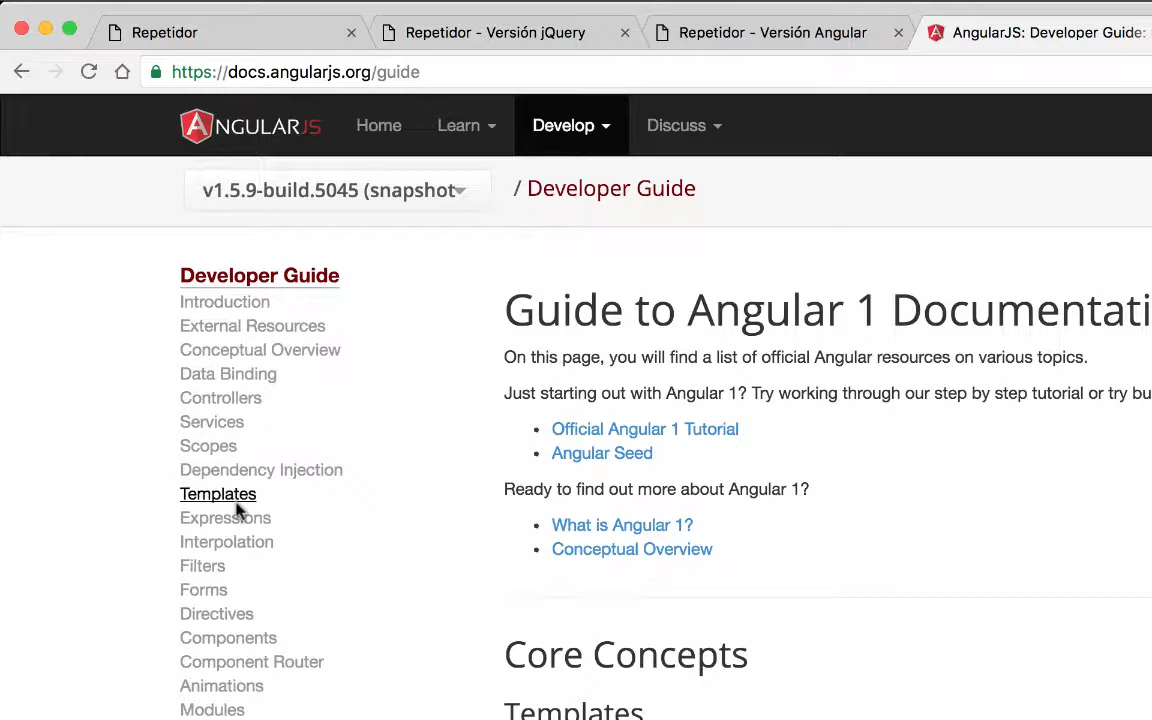 Repetidor
Repetidor - Versión jQuery
Repetidor - Versión Angular
AngularJS: Developer Guide:
https://docs.angularjs.org/guide
ANGULARJS
Home
Learn
Develop
Discuss
v1.5.9-build.5045 (snapshot
/ Developer Guide
Developer Guide
Introduction
External Resources
Conceptual Overview
Data Binding
Controllers
Services
Scopes
Dependency Injection
Templates
Expressions
Interpolation
Filters
Forms
Directives
Components
Component Router
Animations
Modules
Guide to Angular 1 Documentati
On this page, you will find a list of official Angular resources on various topics.
Just starting out with Angular 1? Try working through our step by step tutorial or try bu
• Official Angular 1 Tutorial
• Angular Seed
Ready to find out more about Angular 1?
• What is Angular 1?
• Conceptual Overview
Core Concepts
Templates